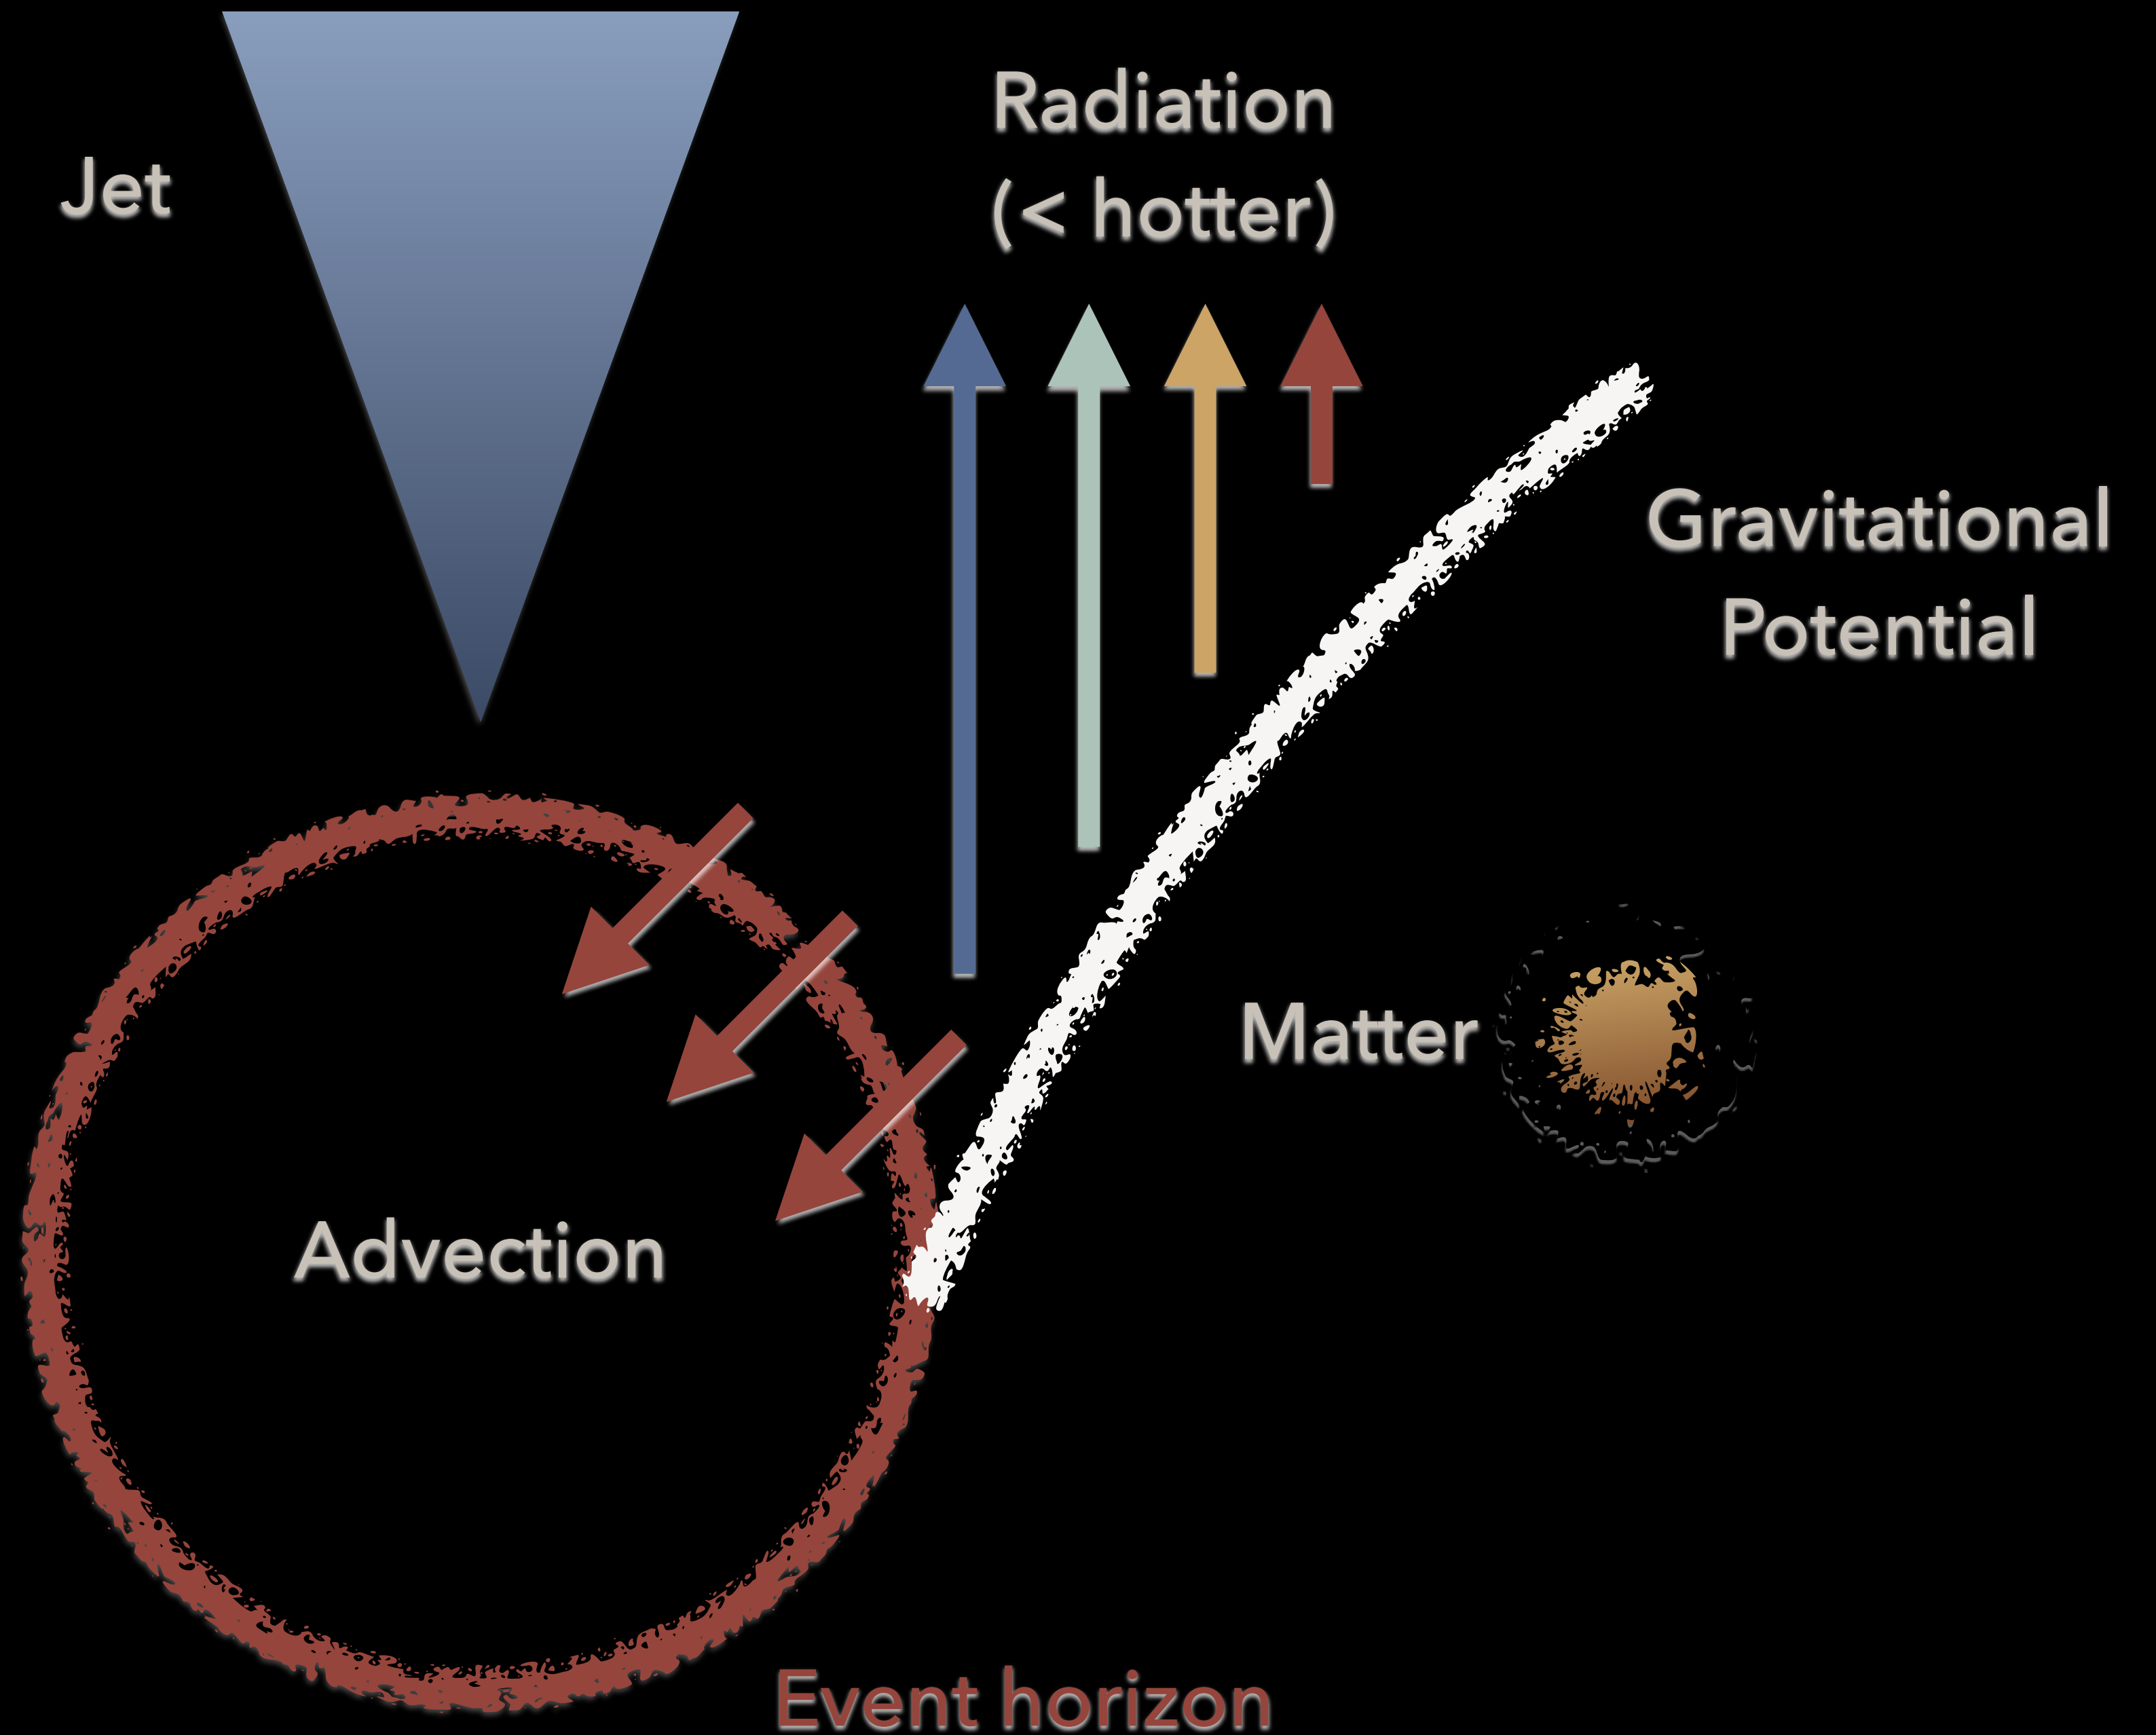 Jet
Radiation
(< hotter)
Gravitational
Potential
Matter
Advection
Event horizon